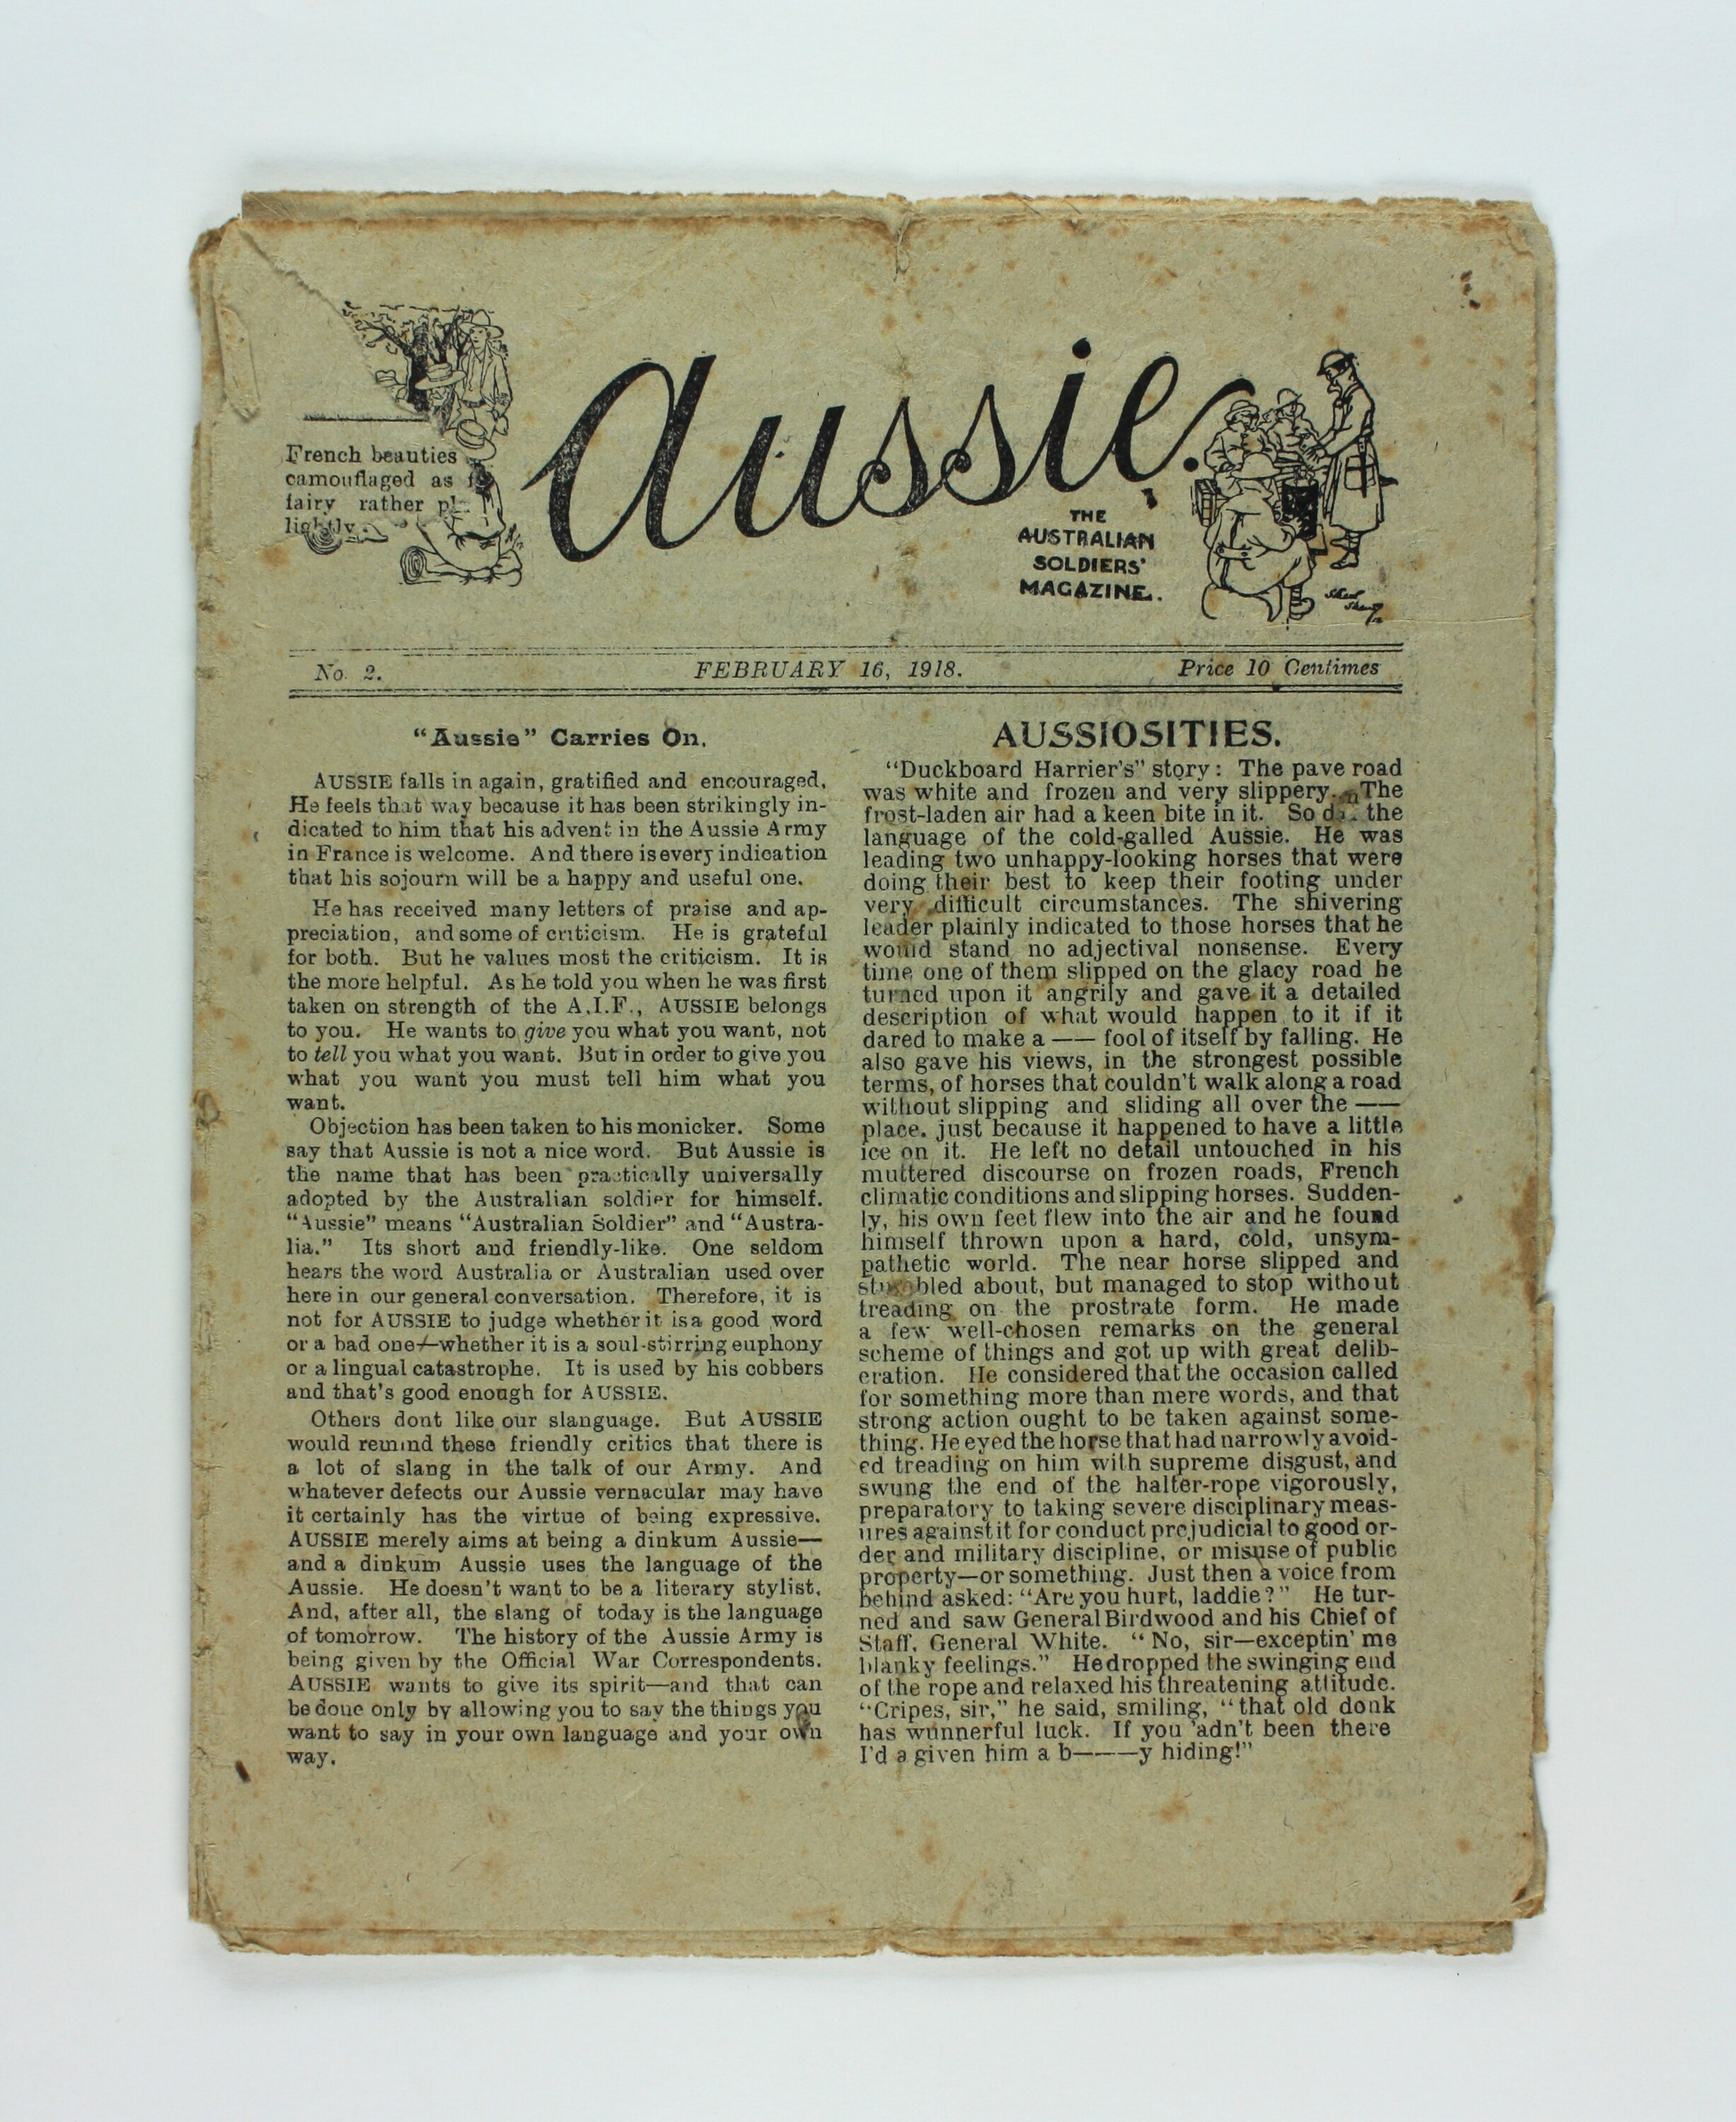 French beauties
camouflaged as
fairy rather
lightly.
Aussie.
THE
AUSTRALIAN
SOLDIERS'
MAGAZINE.
No. 2.
FEBRUARY 16, 1918.
Price 10 Centimes
"Aussie" Carries On.
AUSSIE falls in again, gratified and encouraged.
He feels that way because it has been strikingly in-
dicated to him that his advent in the Aussie Army
in France is welcome. And there is every indication
that his sojourn will be a happy and useful one.
He has received many letters of praise and ap-
preciation, and some of criticism. He is grateful
for both. But he values most the criticism. It is
the more helpful. As he told you when he was first
taken on strength of the A.I.F., AUSSIE belongs
to you. He wants to give you what you want, not
to tell you what you want. But in order to give you
what you want you must tell him what you
want.
Objection has been taken to his monicker. Some
say that Aussie is not a nice word. But Aussie is
the name that has been practically universally
adopted by the Australian soldier for himself.
"Aussie" means "Australian Soldier" and "Austra-
lia." Its short and friendly-like. One seldom
hears the word Australia or Australian used over
here in our general conversation. Therefore, it is
not for AUSSIE to judge whether it is a good word
or a bad one—whether it is a soul-stirring euphony
or a lingual catastrophe. It is used by his cobbers
and that's good enough for AUSSIE.
Others dont like our slanguage. But AUSSIE
would remind these friendly critics that there is
a lot of slang in the talk of our Army. And
whatever defects our Aussie vernacular may have
it certainly has the virtue of being expressive.
AUSSIE merely aims at being a dinkum Aussie—
and a dinkum Aussie uses the language of the
Aussie. He doesn't want to be a literary stylist.
And, after all, the slang of today is the language
of tomorrow. The history of the Aussie Army is
being given by the Official War Correspondents.
AUSSIE wants to give its spirit—and that can
be done only by allowing you to say the things you
want to say in your own language and your own
way.
AUSSIOSITIES.
"Duckboard Harrier's" story: The pave road
was white and frozen and very slippery. The
frost-laden air had a keen bite in it. So the
language of the cold-galled Aussie. He was
leading two unhappy-looking horses that were
doing their best to keep their footing under
very difficult circumstances. The shivering
leader plainly indicated to those horses that he
would stand no adjectival nonsense. Every
time one of them slipped on the glacy road he
turned upon it angrily and gave it a detailed
description of what would happen to it if it
dared to make a —— fool of itself by falling. He
also gave his views, in the strongest possible
terms, of horses that couldn't walk along a road
without slipping and sliding all over the ——
place, just because it happened to have a little
ice on it. He left no detail untouched in his
muttered discourse on frozen roads, French
climatic conditions and slipping horses. Sudden-
ly, his own feet flew into the air and he found
himself thrown upon a hard, cold, unsym-
pathetic world. The near horse slipped and
stumbled about, but managed to stop without
treading on the prostrate form. He made
a few well-chosen remarks on the general
scheme of things and got up with great delib-
eration. He considered that the occasion called
for something more than mere words, and that
strong action ought to be taken against some-
thing. He eyed the horse that had narrowly avoid-
ed treading on him with supreme disgust, and
swung the end of the halter-rope vigorously,
preparatory to taking severe disciplinary meas-
ures against it for conduct prejudicial to good or-
der and military discipline, or misuse of public
property—or something. Just then a voice from
behind asked: "Are you hurt, laddie?" He tur-
ned and saw General Birdwood and his Chief of
Staff, General White. "No, sir—exceptin' me
blanky feelings." He dropped the swinging end
of the rope and relaxed his threatening attitude.
"Cripes, sir," he said, smiling, "that old donk
has wunnerful luck. If you 'adn't been there
I'd a given him a b———y hiding!"